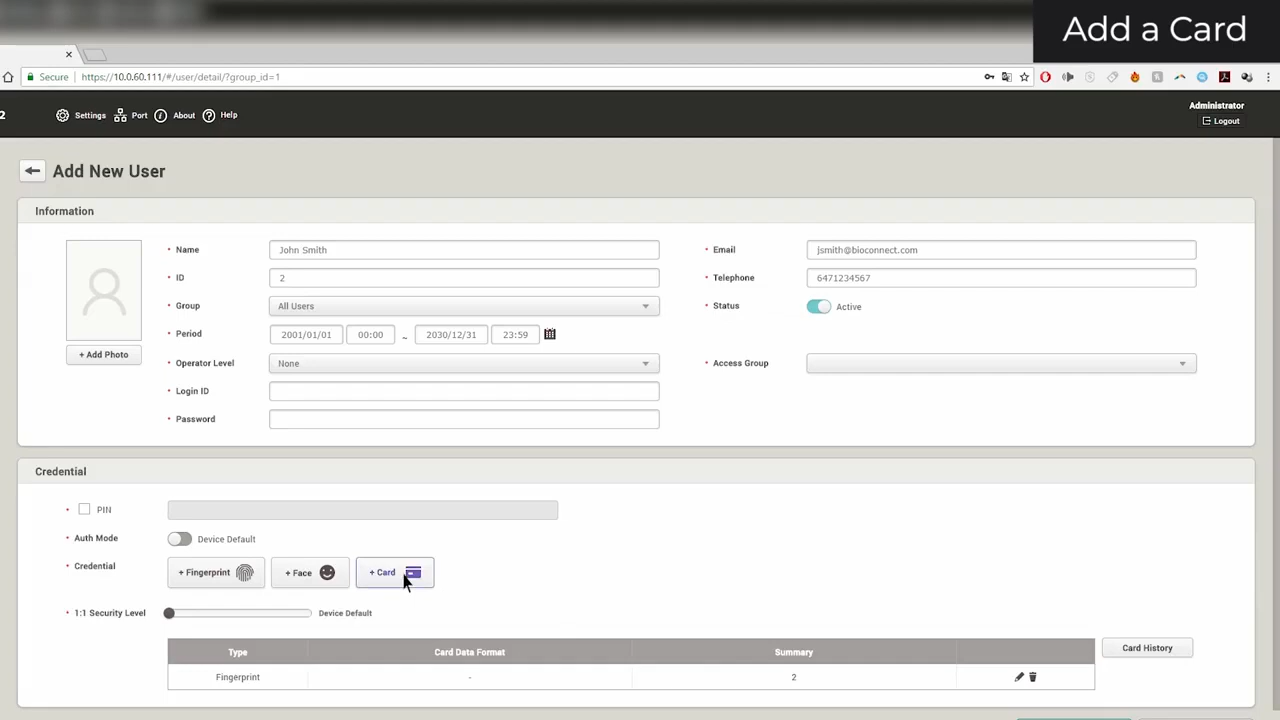 Add a Card
Secure https://10.0.60.111/#/user/detail/?group_id=1
2 Settings Port About Help
Administrator
Logout
Add New User
Information
Name John Smith
Email jsmith@bioconnect.com
ID 2
Telephone 6471234567
Group All Users
Status Active
Period 2001/01/01 00:00 ~ 2030/12/31 23:59
+ Add Photo
Operator Level None
Access Group
Login ID
Password
Credential
PIN
Auth Mode Device Default
Credential + Fingerprint + Face + Card
1:1 Security Level Device Default
Type Card Data Format Summary
Card History
Fingerprint - 2